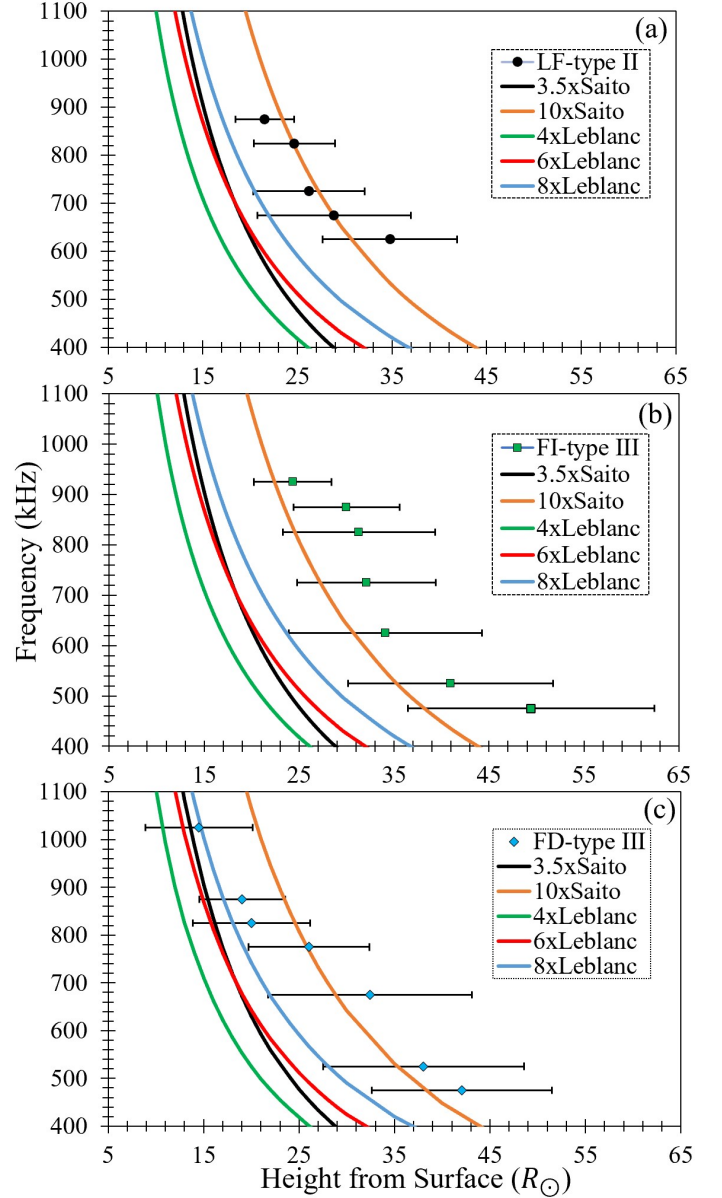 1100
(a)
1000
LF-type II
3.5xSaito
900
10xSaito
4xLeblanc
800
6xLeblanc
8xLeblanc
700
600
500
400
5 15 25 35 45 55 65
1100
(b)
1000
FI-type III
3.5xSaito
900
10xSaito
4xLeblanc
800
6xLeblanc
8xLeblanc
700
600
500
400
5 15 25 35 45 55 65
Frequency (kHz)
1100
(c)
1000
FD-type III
3.5xSaito
900
10xSaito
4xLeblanc
800
6xLeblanc
8xLeblanc
700
600
500
400
5 15 25 35 45 55 65
Height from Surface (R☉)